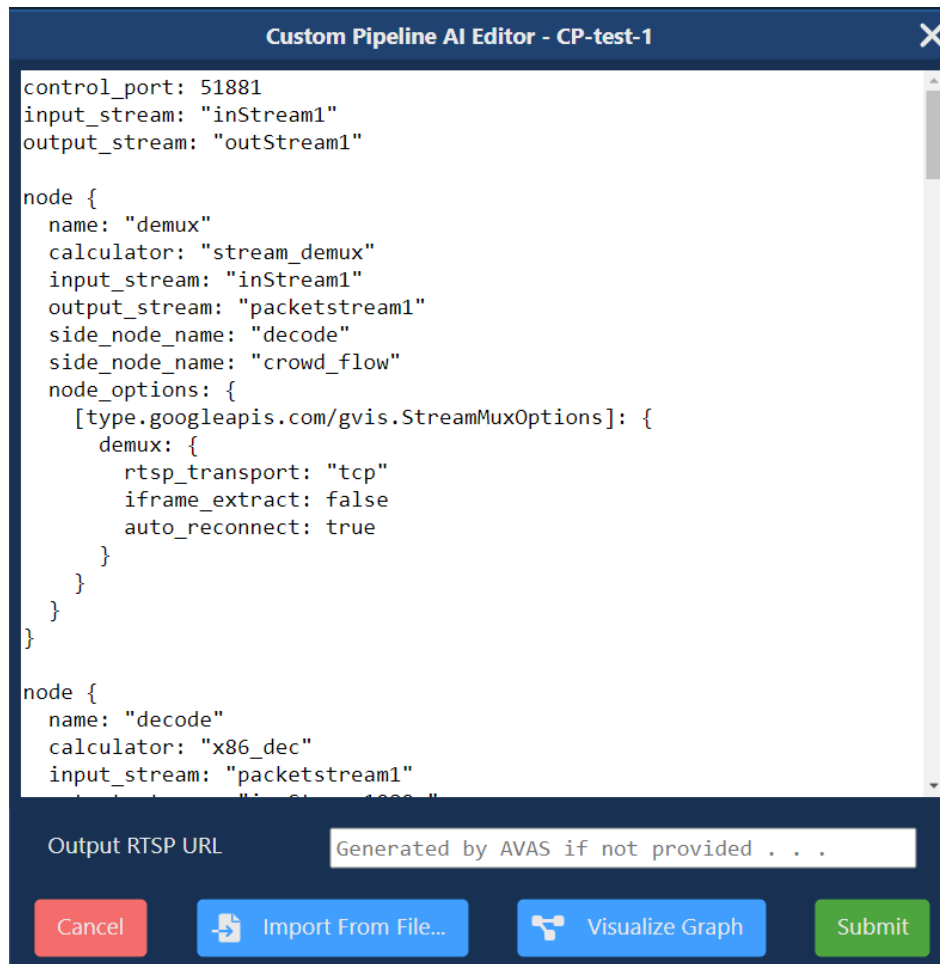 Custom Pipeline AI Editor - CP-test-1
control_port: 51881
input_stream: "inStream1"
output_stream: "outStream1"
node {
name: "demux"
calculator: "stream_demux"
input_stream: "inStream1"
output_stream: "packetstream1"
side_node_name: "decode"
side_node_name: "crowd_flow"
node_options: {
[type.googleapis.com/gvis.StreamMuxOptions]: {
demux: {
rtsp_transport: "tcp"
iframe_extract: false
auto_reconnect: true
}
}
}
}
node {
name: "decode"
calculator: "x86_dec"
input_stream: "packetstream1"
Output RTSP URL
Generated by AVAS if not provided . . .
Cancel
Import From File...
Visualize Graph
Submit